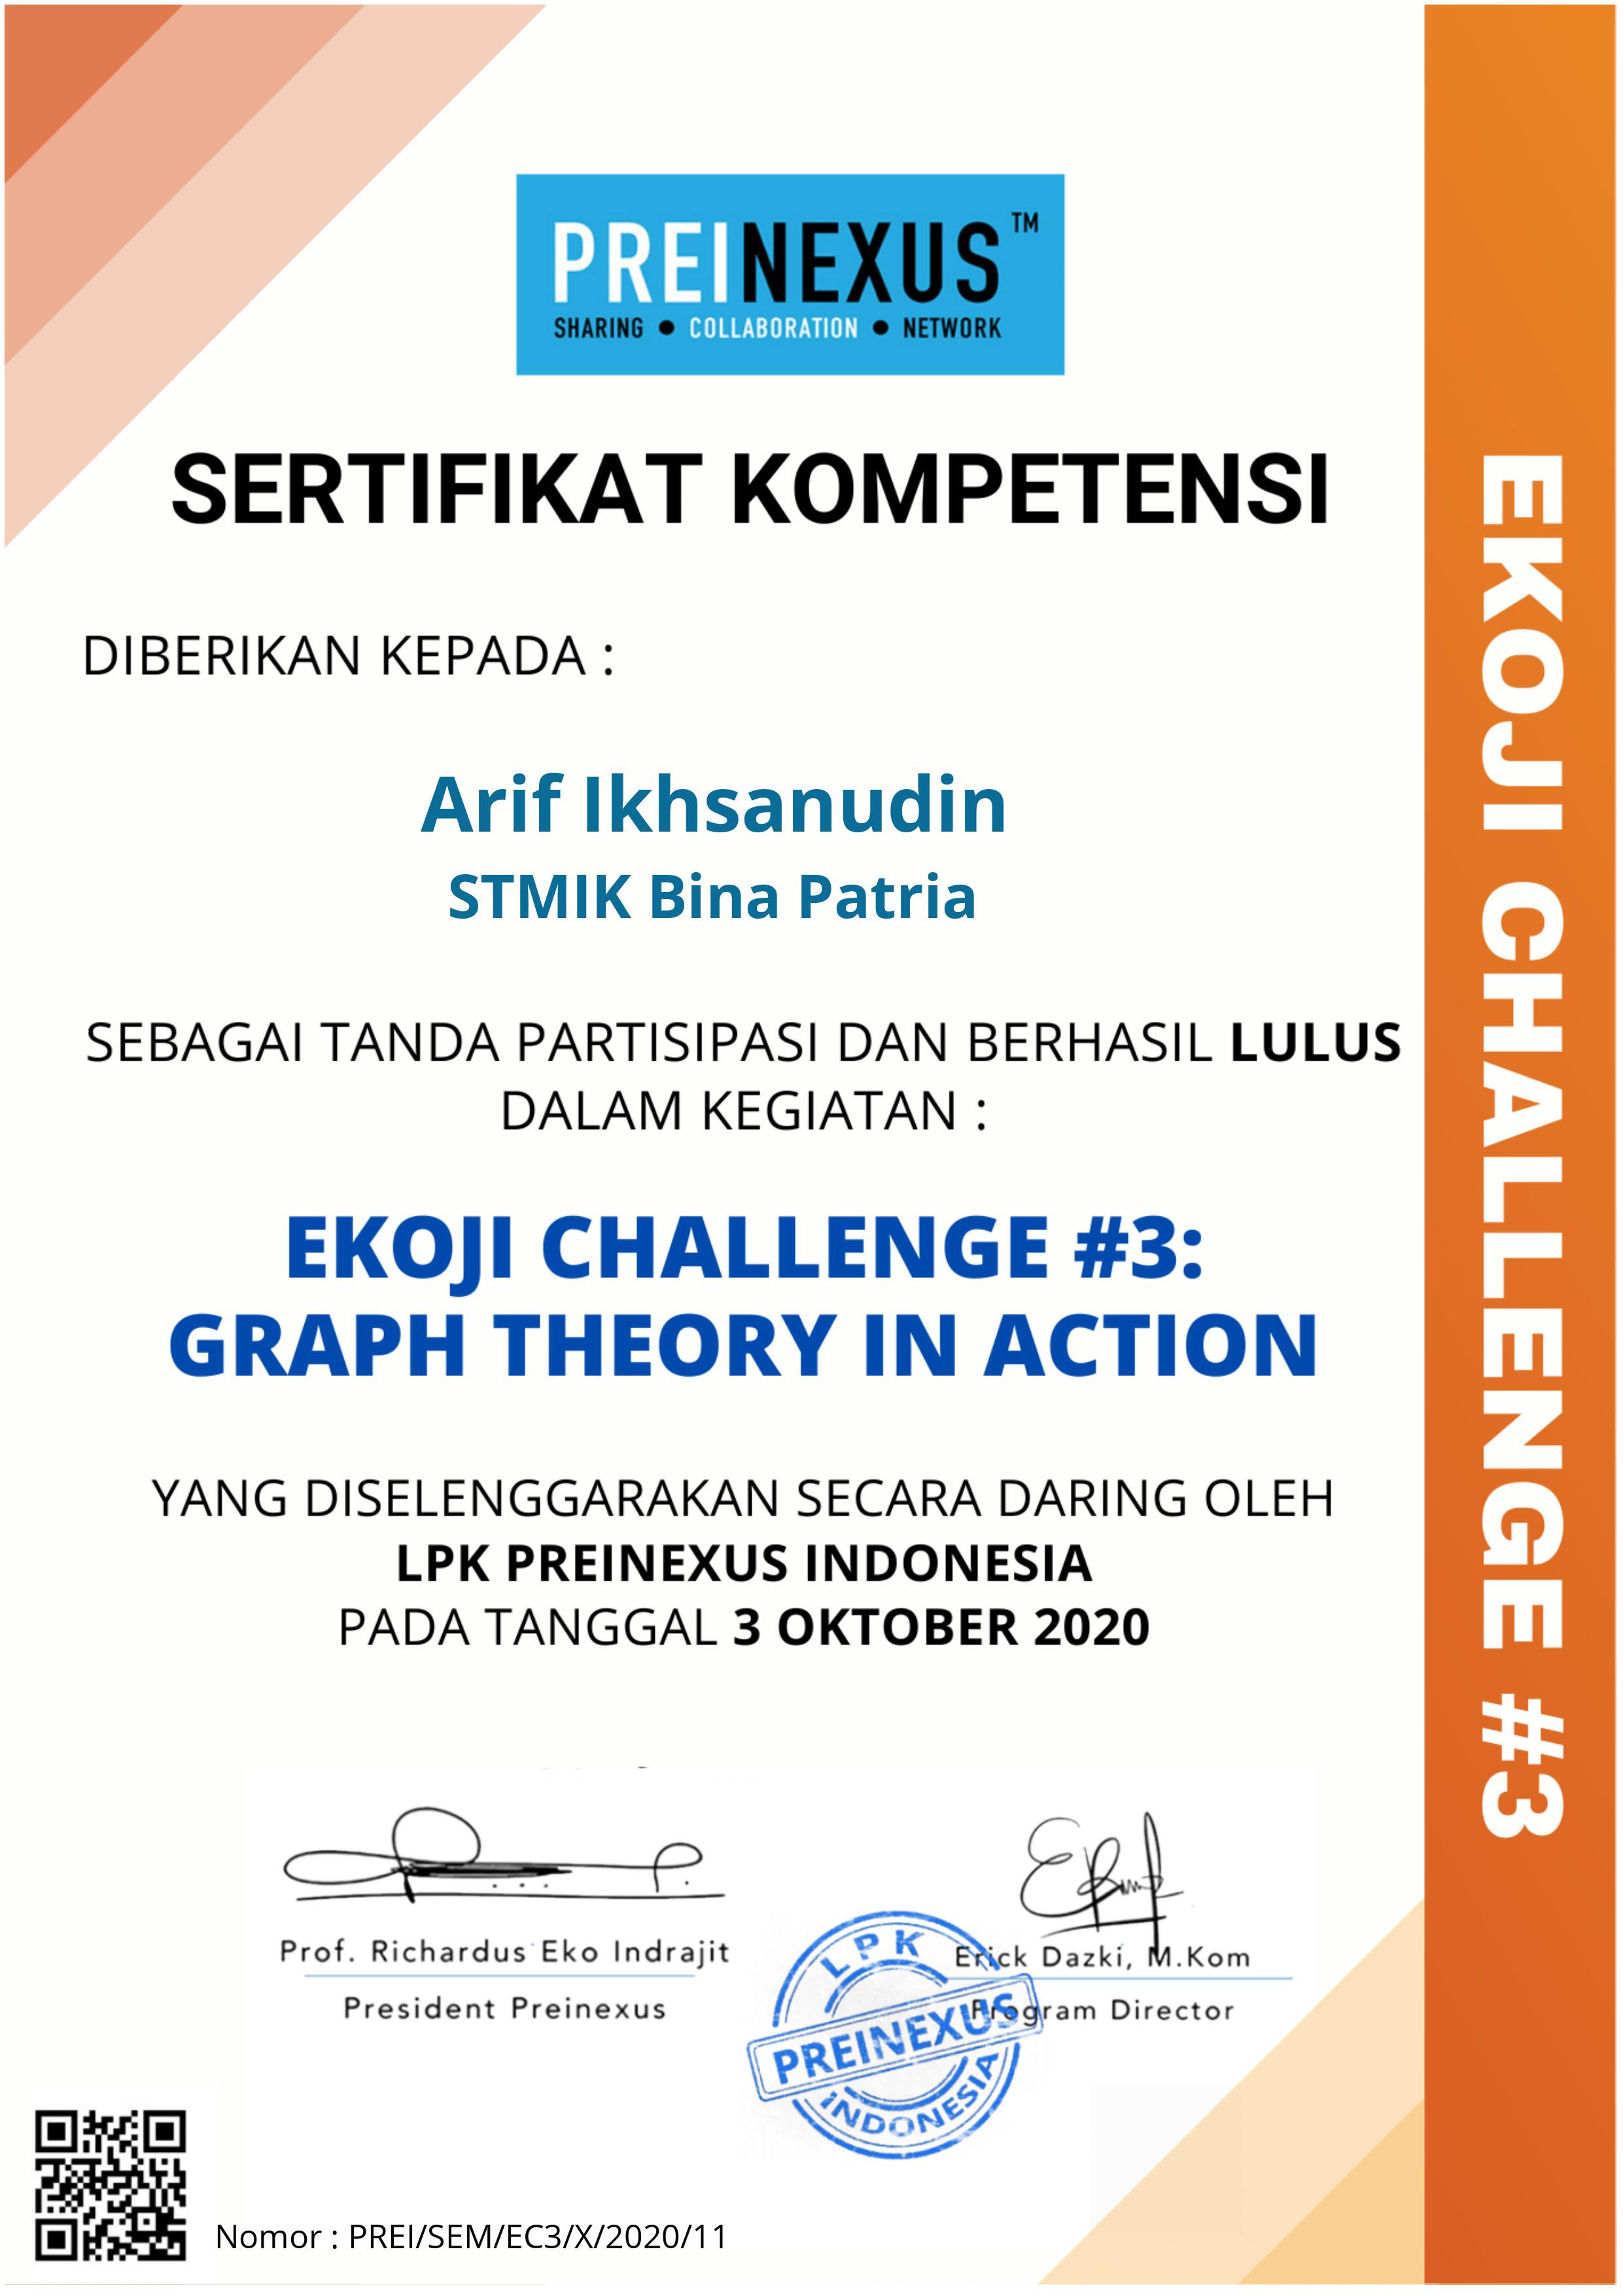 PREINEXUS™
SHARING ● COLLABORATION ● NETWORK
SERTIFIKAT KOMPETENSI
DIBERIKAN KEPADA :
Arif Ikhsanudin
STMIK Bina Patria
SEBAGAI TANDA PARTISIPASI DAN BERHASIL LULUS
DALAM KEGIATAN :
EKOJI CHALLENGE #3:
GRAPH THEORY IN ACTION
YANG DISELENGGARAKAN SECARA DARING OLEH
LPK PREINEXUS INDONESIA
PADA TANGGAL 3 OKTOBER 2020
Prof. Richardus Eko Indrajit
President Preinexus
Erick Dazki, M.Kom
Program Director
LPK
PREINEXUS
INDONESIA
Nomor : PREI/SEM/EC3/X/2020/11
EKOJI CHALLENGE #3